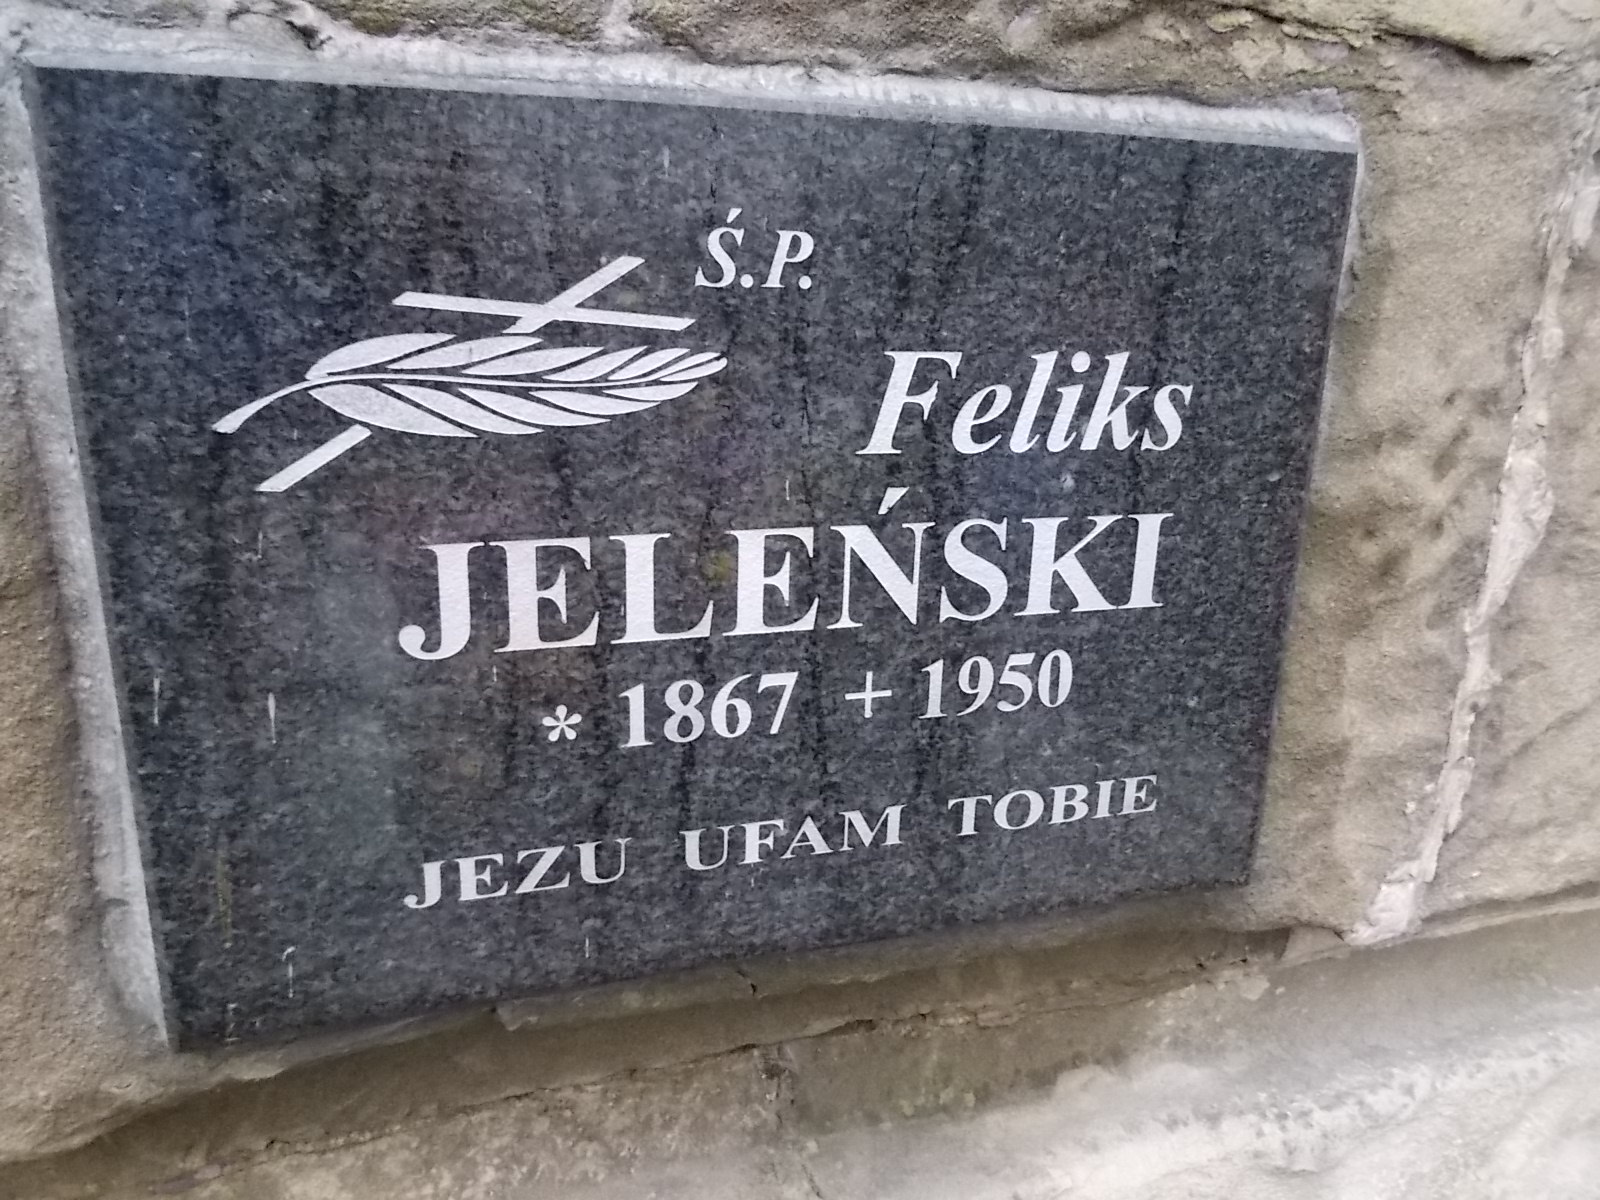 Ś.P.
Feliks
JELEŃSKI
* 1867 + 1950
JEZU UFAM TOBIE